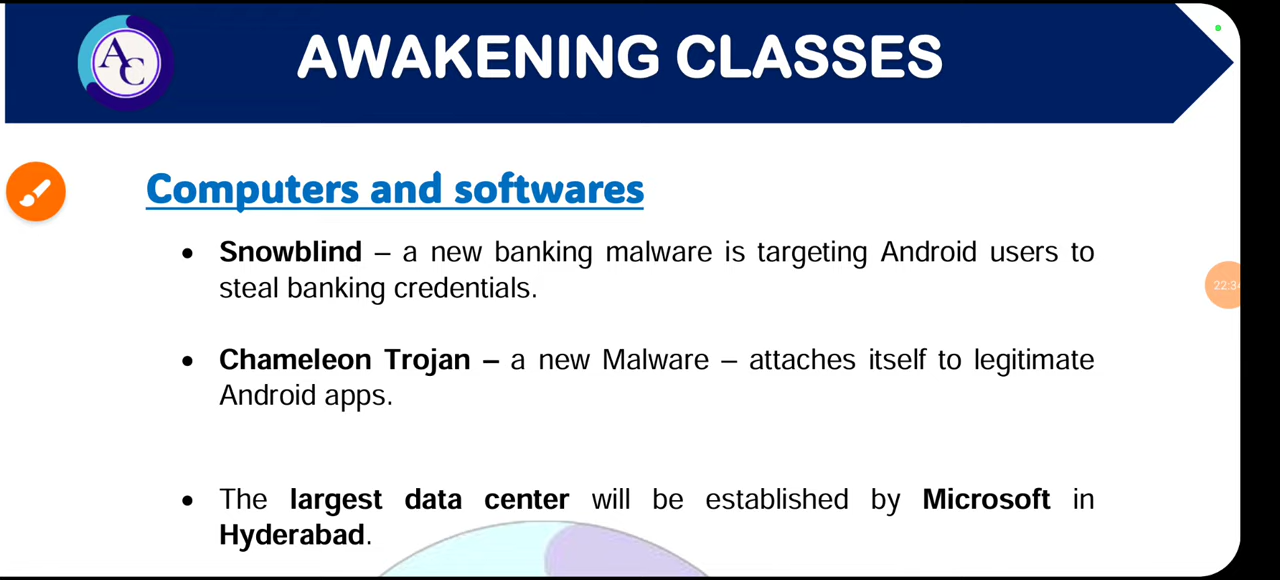 AC
AWAKENING CLASSES
Computers and softwares
• Snowblind – a new banking malware is targeting Android users to
steal banking credentials.
• Chameleon Trojan – a new Malware – attaches itself to legitimate
Android apps.
• The largest data center will be established by Microsoft in
Hyderabad.